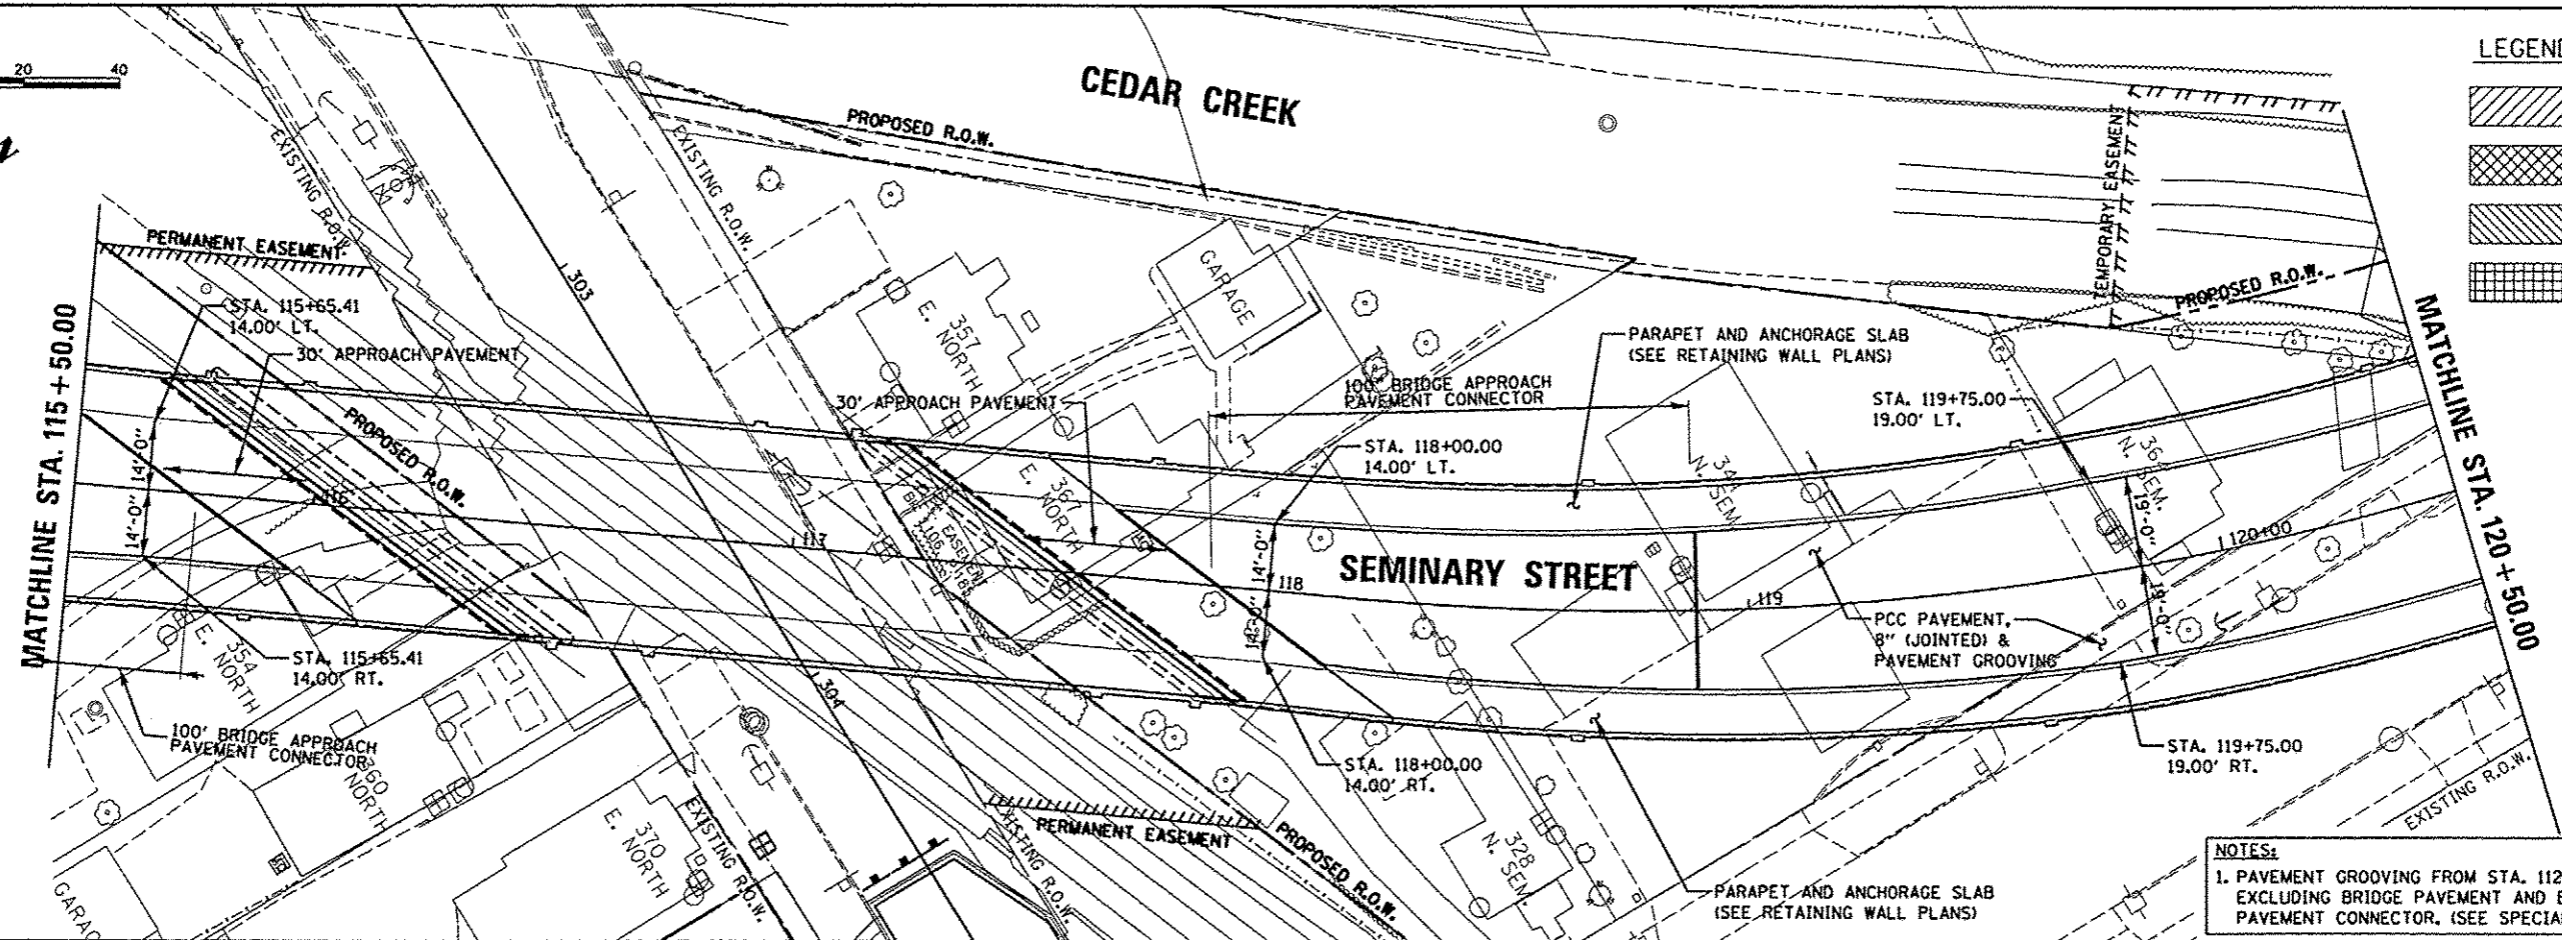 20 40
CEDAR CREEK
LEGEND
PROPOSED R.O.W.
EXISTING R.O.W.
EXISTING R.O.W.
TEMPORARY EASEMENT
PERMANENT EASEMENT
303
GARAGE
357
E. NORTH
PROPOSED R.O.W.
MATCHLINE STA. 115+50.00
STA. 115+65.41
14.00' LT.
30' APPROACH PAVEMENT
PROPOSED R.O.W.
30' APPROACH PAVEMENT
100' BRIDGE APPROACH
PAVEMENT CONNECTOR
PARAPET AND ANCHORAGE SLAB
(SEE RETAINING WALL PLANS)
STA. 119+75.00
19.00' LT.
MATCHLINE STA. 120+50.00
STA. 118+00.00
14.00' LT.
14'-0"
14'-0"
116
117
367
E. NORTH
EASEMENT
341
N. SEM.
SEM.
19'-0"
19'-0"
120+00
14'-0"
14'-0"
118
SEMINARY STREET
119
PCC PAVEMENT,
8" (JOINTED) &
PAVEMENT GROOVING
354
E. NORTH
STA. 115+65.41
14.00' RT.
304
100' BRIDGE APPROACH
PAVEMENT CONNECTOR
360
NORTH
STA. 118+00.00
14.00' RT.
STA. 119+75.00
19.00' RT.
370
E. NORTH
EXISTING R.O.W.
EXISTING R.O.W.
PERMANENT EASEMENT
PROPOSED R.O.W.
328
N. SEM.
EXISTING R.O.W.
PARAPET AND ANCHORAGE SLAB
(SEE RETAINING WALL PLANS)
GARAG
NOTES:
1. PAVEMENT GROOVING FROM STA. 112
EXCLUDING BRIDGE PAVEMENT AND
PAVEMENT CONNECTOR. (SEE SPECIA